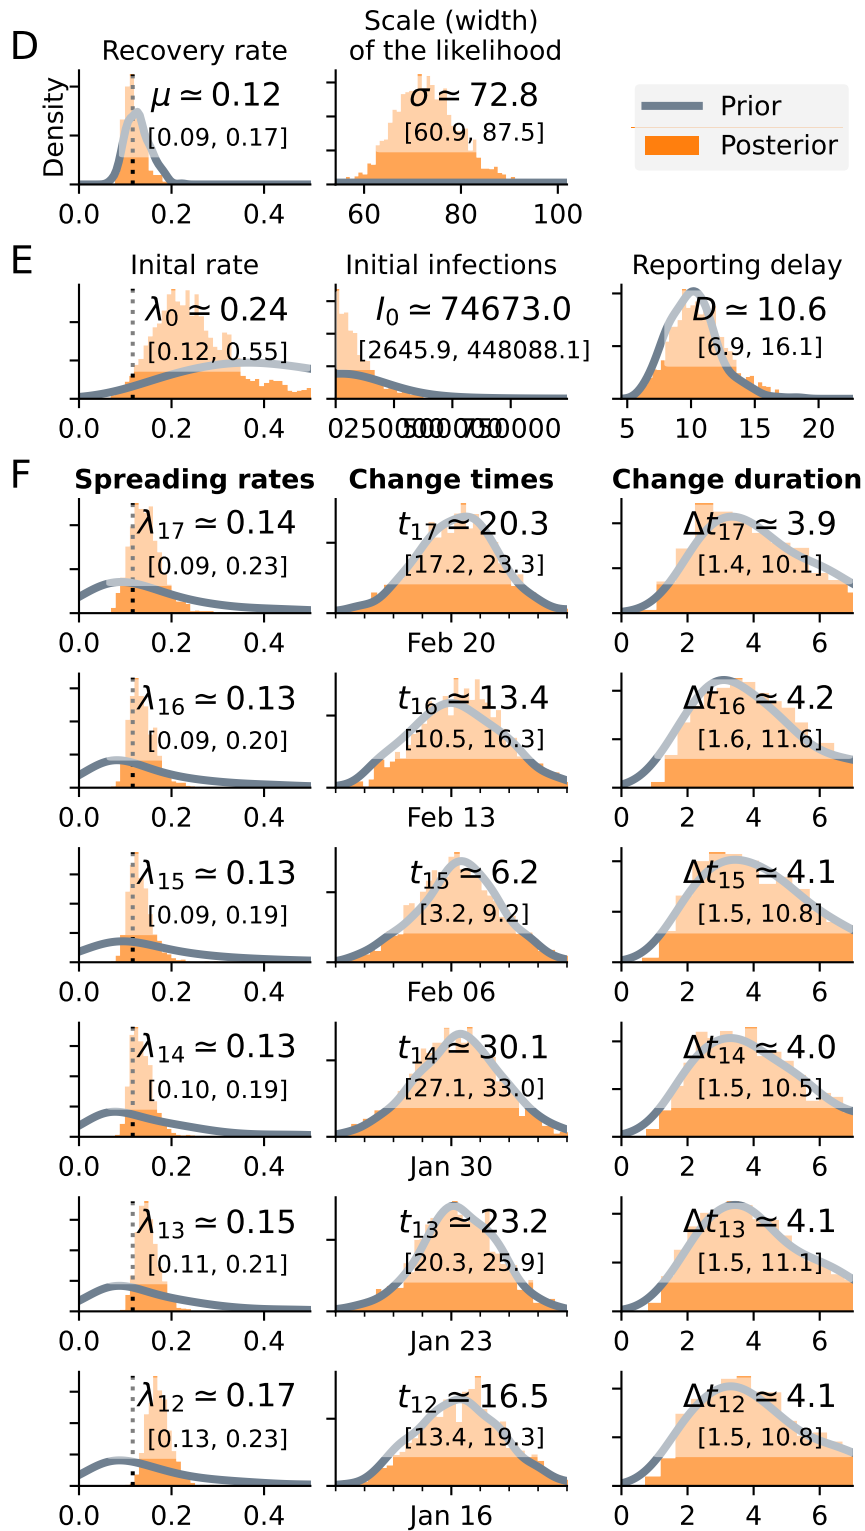 D
Recovery rate
Scale (width)
of the likelihood
Density
μ ≃ 0.12
[0.09, 0.17]
σ ≃ 72.8
[60.9, 87.5]
Prior
Posterior
0.0 0.2 0.4
60 80 100
E
Inital rate
Initial infections
Reporting delay
λ0 ≃ 0.24
[0.12, 0.55]
I0 ≃ 74673.0
[2645.9, 448088.1]
D ≃ 10.6
[6.9, 16.1]
0.0 0.2 0.4
0 250000 500000 750000
5 10 15 20
F
Spreading rates
Change times
Change duration
λ17 ≃ 0.14
[0.09, 0.23]
t17 ≃ 20.3
[17.2, 23.3]
Δt17 ≃ 3.9
[1.4, 10.1]
0.0 0.2 0.4
Feb 20
0 2 4 6
λ16 ≃ 0.13
[0.09, 0.20]
t16 ≃ 13.4
[10.5, 16.3]
Δt16 ≃ 4.2
[1.6, 11.6]
0.0 0.2 0.4
Feb 13
0 2 4 6
λ15 ≃ 0.13
[0.09, 0.19]
t15 ≃ 6.2
[3.2, 9.2]
Δt15 ≃ 4.1
[1.5, 10.8]
0.0 0.2 0.4
Feb 06
0 2 4 6
λ14 ≃ 0.13
[0.10, 0.19]
t14 ≃ 30.1
[27.1, 33.0]
Δt14 ≃ 4.0
[1.5, 10.5]
0.0 0.2 0.4
Jan 30
0 2 4 6
λ13 ≃ 0.15
[0.11, 0.21]
t13 ≃ 23.2
[20.3, 25.9]
Δt13 ≃ 4.1
[1.5, 11.1]
0.0 0.2 0.4
Jan 23
0 2 4 6
λ12 ≃ 0.17
[0.13, 0.23]
t12 ≃ 16.5
[13.4, 19.3]
Δt12 ≃ 4.1
[1.5, 10.8]
0.0 0.2 0.4
Jan 16
0 2 4 6